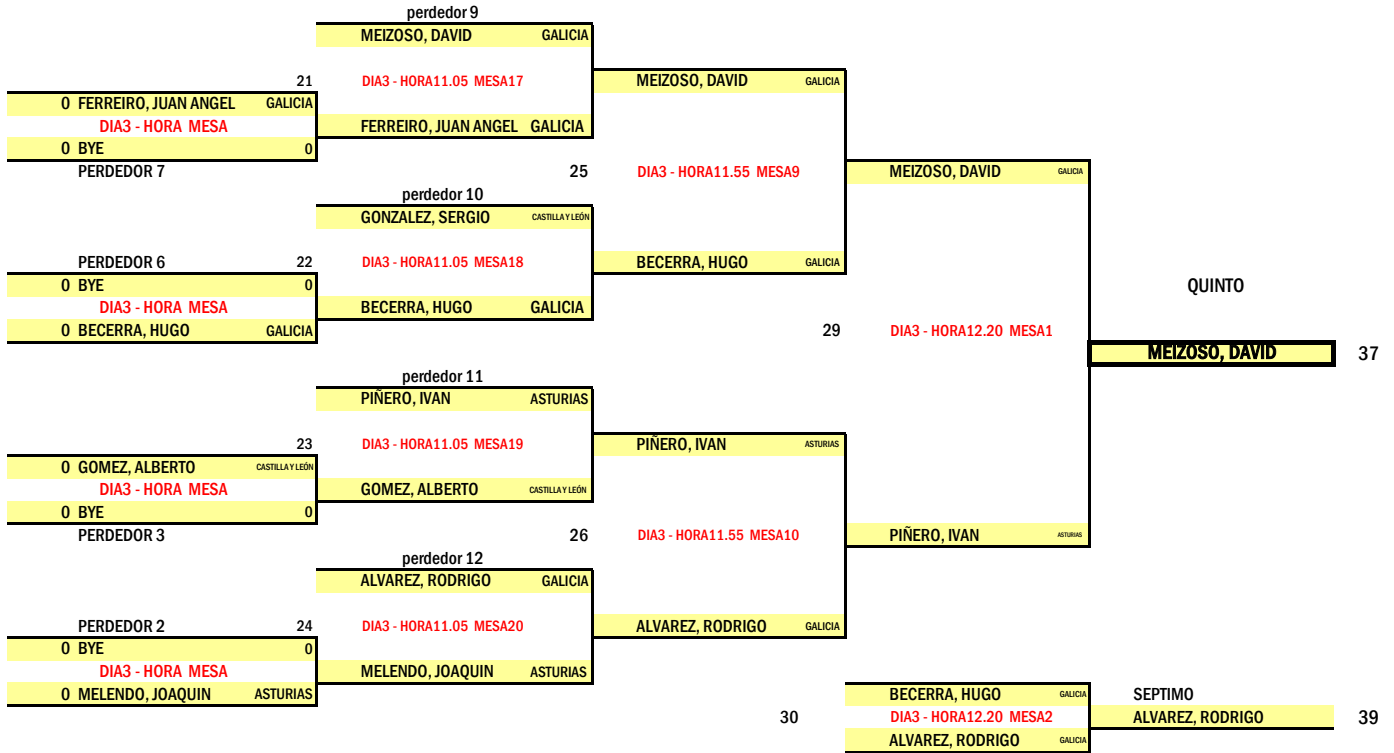 perdedor 9
MEIZOSO, DAVID GALICIA
21 DIA3 - HORA11.05 MESA17 MEIZOSO, DAVID GALICIA
0 FERREIRO, JUAN ANGEL GALICIA
DIA3 - HORA MESA FERREIRO, JUAN ANGEL GALICIA
0 BYE 0
PERDEDOR 7 25 DIA3 - HORA11.55 MESA9 MEIZOSO, DAVID GALICIA
perdedor 10
GONZALEZ, SERGIO CASTILLA Y LEÓN
PERDEDOR 6 22 DIA3 - HORA11.05 MESA18 BECERRA, HUGO GALICIA
0 BYE 0 QUINTO
DIA3 - HORA MESA BECERRA, HUGO GALICIA
0 BECERRA, HUGO GALICIA 29 DIA3 - HORA12.20 MESA1
MEIZOSO, DAVID 37
perdedor 11
PIÑERO, IVAN ASTURIAS
23 DIA3 - HORA11.05 MESA19 PIÑERO, IVAN ASTURIAS
0 GOMEZ, ALBERTO CASTILLA Y LEÓN
DIA3 - HORA MESA GOMEZ, ALBERTO CASTILLA Y LEÓN
0 BYE 0
PERDEDOR 3 26 DIA3 - HORA11.55 MESA10 PIÑERO, IVAN ASTURIAS
perdedor 12
ALVAREZ, RODRIGO GALICIA
PERDEDOR 2 24 DIA3 - HORA11.05 MESA20 ALVAREZ, RODRIGO GALICIA
0 BYE 0
DIA3 - HORA MESA MELENDO, JOAQUIN ASTURIAS
0 MELENDO, JOAQUIN ASTURIAS BECERRA, HUGO GALICIA SEPTIMO
30 DIA3 - HORA12.20 MESA2 ALVAREZ, RODRIGO 39
ALVAREZ, RODRIGO GALICIA